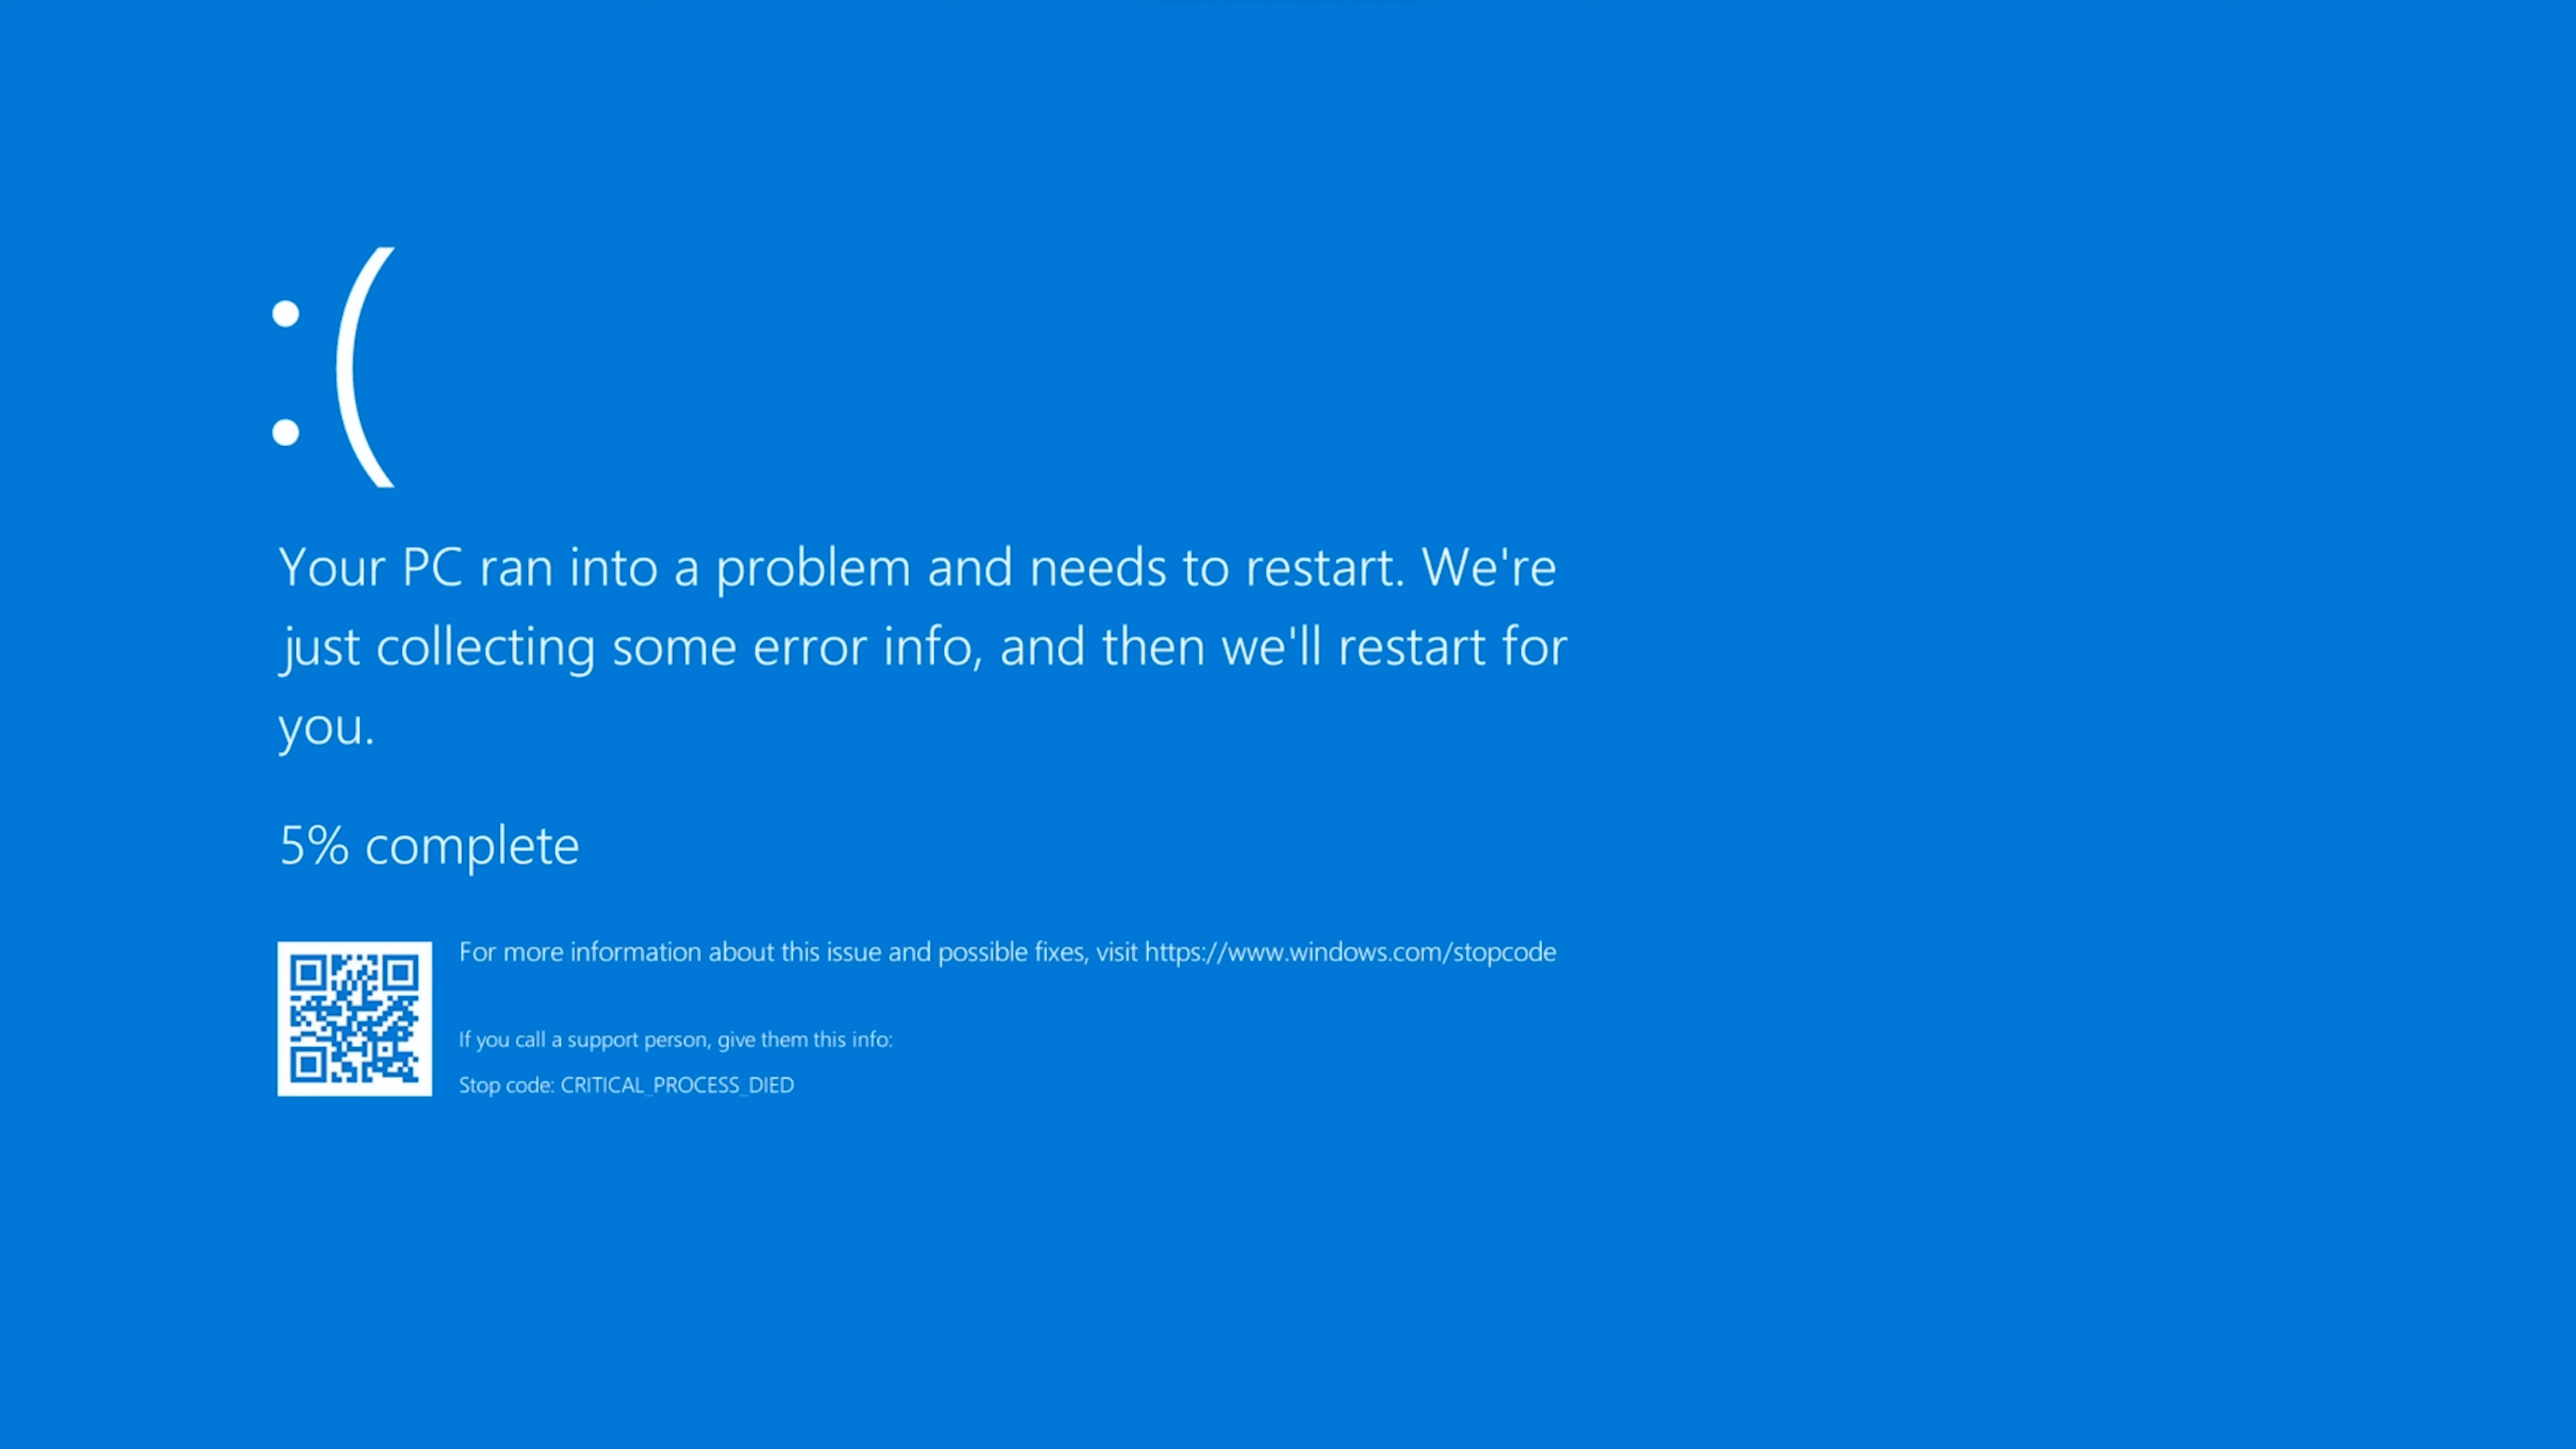 :(
Your PC ran into a problem and needs to restart. We're
just collecting some error info, and then we'll restart for
you.
5% complete
For more information about this issue and possible fixes, visit https://www.windows.com/stopcode
If you call a support person, give them this info:
Stop code: CRITICAL_PROCESS_DIED